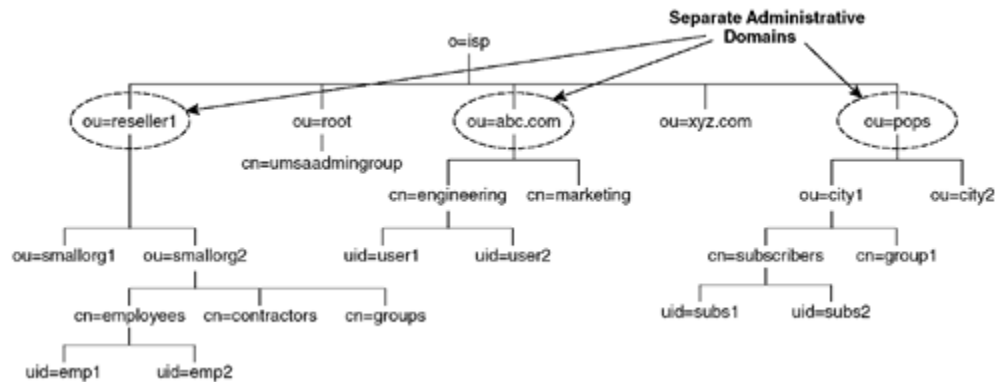 Separate Administrative
Domains
o=isp
ou=reseller1
ou=root
ou=abc.com
ou=xyz.com
ou=pops
cn=umsaadmingroup
cn=engineering
cn=marketing
ou=city1
ou=city2
ou=smallorg1
ou=smallorg2
uid=user1
uid=user2
cn=subscribers
cn=group1
cn=employees
cn=contractors
cn=groups
uid=subs1
uid=subs2
uid=emp1
uid=emp2